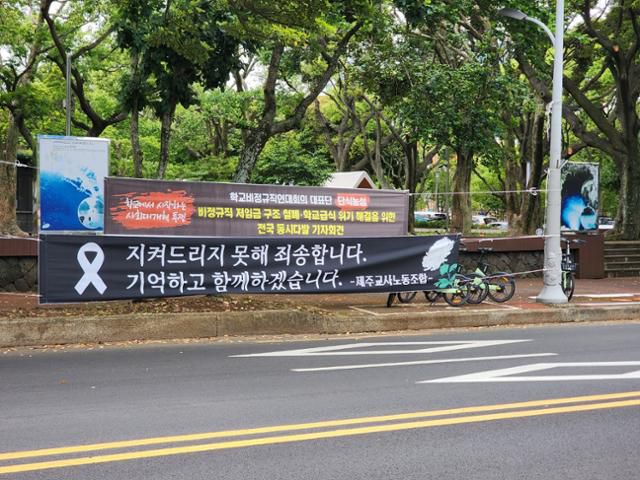 학교에서 시작하는
사회대개혁 투쟁
학교비정규직연대회의 대표단 단식농성
비정규직 저임금 구조 철폐·학교급식 위기 해결을 위한
전국 동시다발 기자회견
지켜드리지 못해 죄송합니다.
기억하고 함께하겠습니다. -제주교사노동조합-